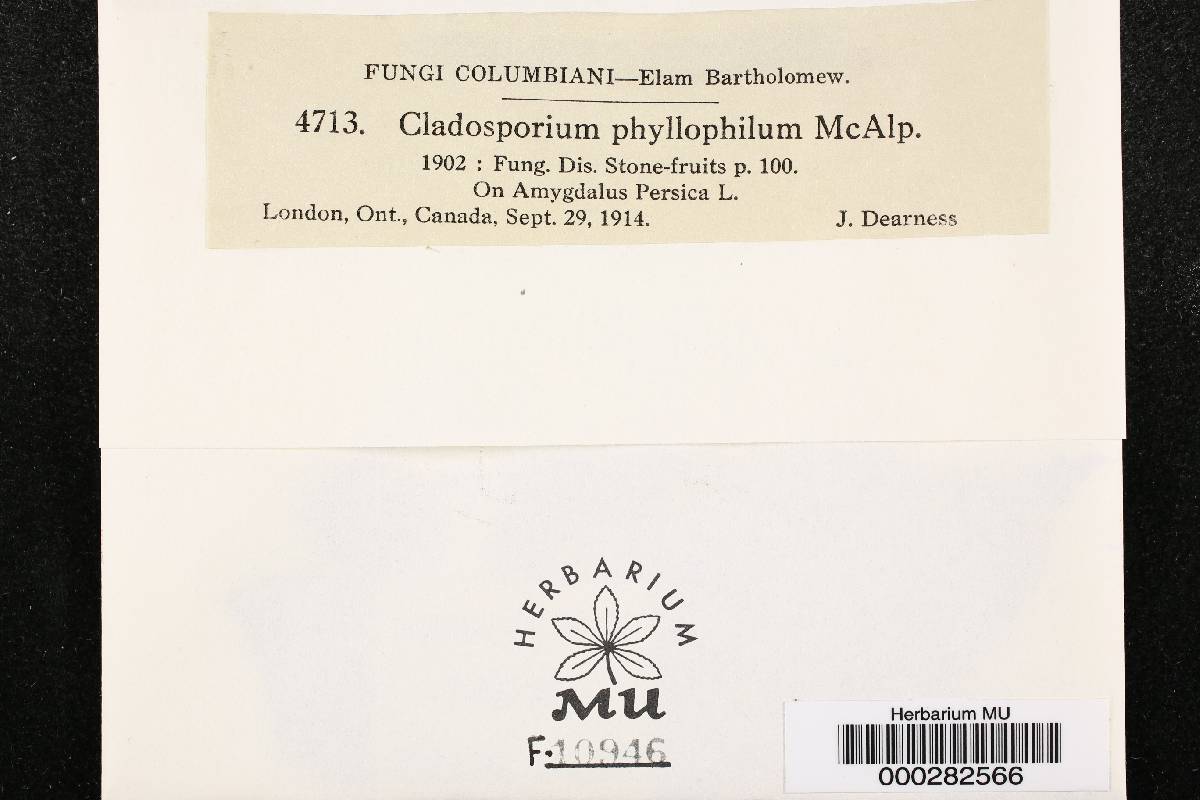 FUNGI COLUMBIANI—Elam Bartholomew.
4713. Cladosporium phyllophilum McAlp.
1902 : Fung. Dis. Stone-fruits p. 100.
On Amygdalus Persica L.
London, Ont., Canada, Sept. 29, 1914. J. Dearness
HERBARIUM
MU
F. 10946
Herbarium MU
000282566